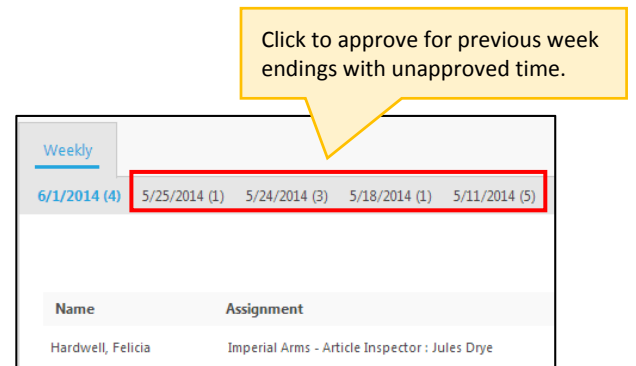 Click to approve for previous week
endings with unapproved time.
Weekly
6/1/2014 (4) 5/25/2014 (1) 5/24/2014 (3) 5/18/2014 (1) 5/11/2014 (5)
Name Assignment
Hardwell, Felicia Imperial Arms - Article Inspector : Jules Drye